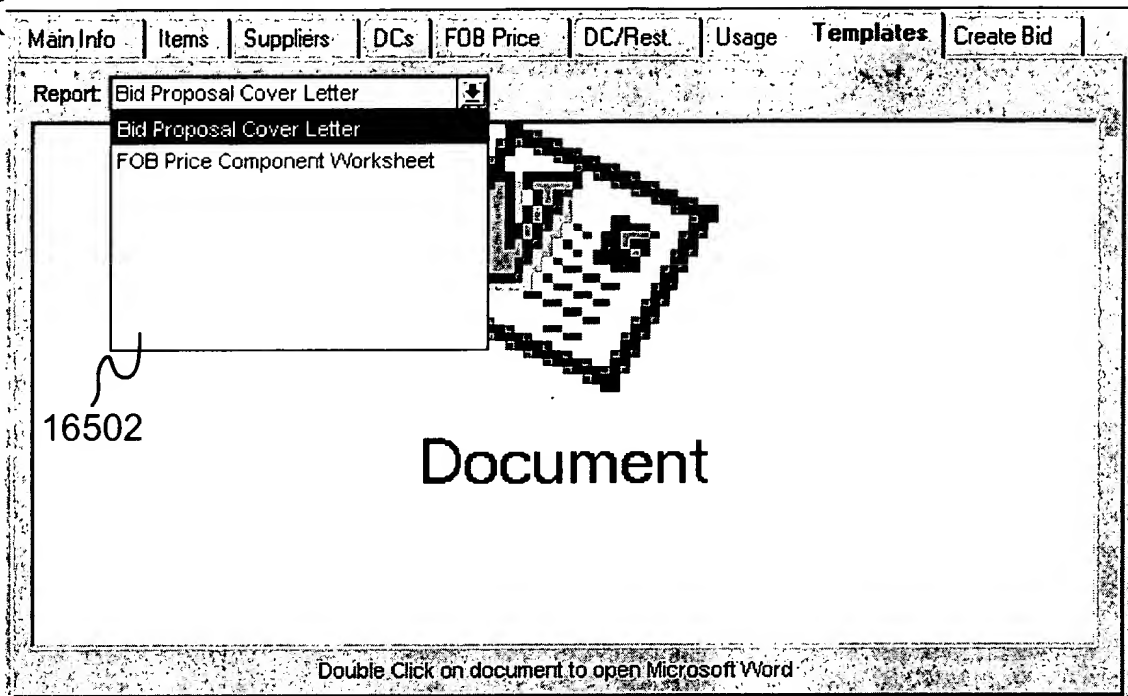 Main Info Items Suppliers DCs FOB Price DC/Rest. Usage Templates Create Bid
Report: Bid Proposal Cover Letter
Bid Proposal Cover Letter
FOB Price Component Worksheet
16502
Document
Double Click on document to open Microsoft Word